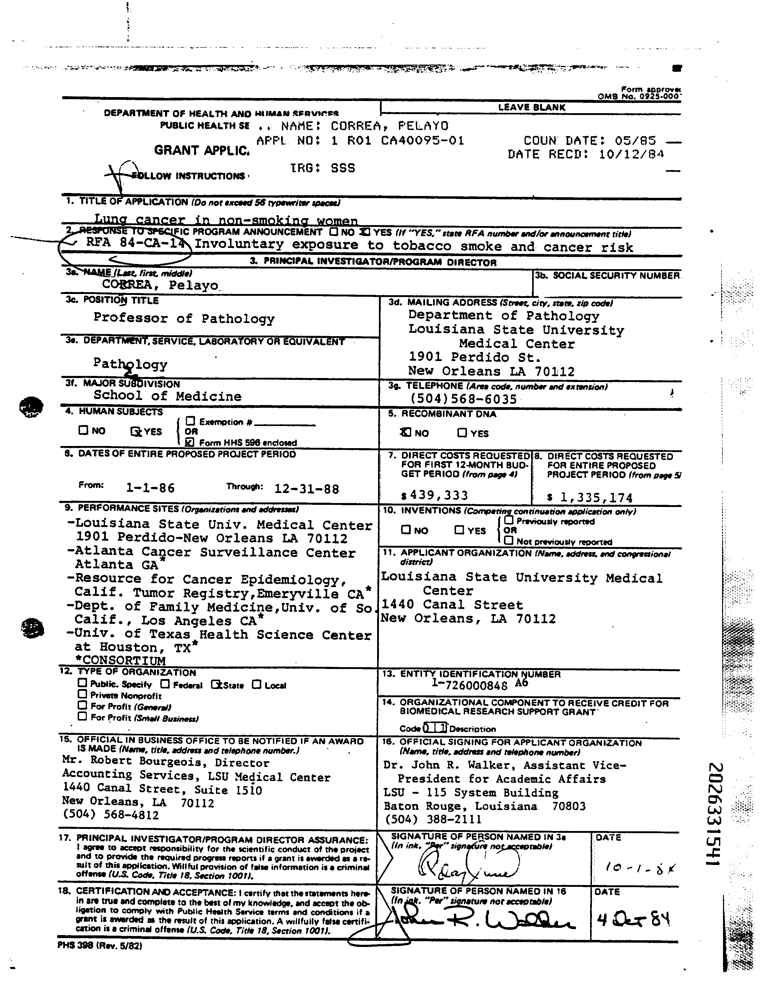 Form approved
OMB No. 0925-0001
LEAVE BLANK
DEPARTMENT OF HEALTH AND HUMAN SERVICES
PUBLIC HEALTH SE .., NAME: CORREA, PELAYO
APPL NO: 1 R01 CA40095-01 COUN DATE: 05/85
GRANT APPLIC. DATE RECD: 10/12/84
IRG: SSS
FOLLOW INSTRUCTIONS
1. TITLE OF APPLICATION (Do not exceed 56 typewriter spaces)
Lung cancer in non-smoking women
2. RESPONSE TO SPECIFIC PROGRAM ANNOUNCEMENT ☐ NO ☒ YES (If "YES," state RFA number and/or announcement title)
RFA 84-CA-14 Involuntary exposure to tobacco smoke and cancer risk
3. PRINCIPAL INVESTIGATOR/PROGRAM DIRECTOR
3a. NAME (Last, first, middle)
CORREA, Pelayo
3b. SOCIAL SECURITY NUMBER
3c. POSITION TITLE
Professor of Pathology
3d. MAILING ADDRESS (Street, city, state, zip code)
Department of Pathology
Louisiana State University
Medical Center
1901 Perdido St.
New Orleans LA 70112
3e. DEPARTMENT, SERVICE, LABORATORY OR EQUIVALENT
Pathology
3f. MAJOR SUBDIVISION
School of Medicine
3g. TELEPHONE (Area code, number and extension)
(504)568-6035
4. HUMAN SUBJECTS
☐ NO ☒ YES
☐ Exemption #
OR
☒ Form HHS 596 enclosed
5. RECOMBINANT DNA
☒ NO ☐ YES
6. DATES OF ENTIRE PROPOSED PROJECT PERIOD
From: 1-1-86 Through: 12-31-88
7. DIRECT COSTS REQUESTED
FOR FIRST 12-MONTH BUD-
GET PERIOD (from page 4)
$439,333
8. DIRECT COSTS REQUESTED
FOR ENTIRE PROPOSED
PROJECT PERIOD (from page 5)
$ 1,335,174
9. PERFORMANCE SITES (Organizations and addresses)
-Louisiana State Univ. Medical Center
1901 Perdido-New Orleans LA 70112
-Atlanta Cancer Surveillance Center
Atlanta GA*
-Resource for Cancer Epidemiology,
Calif. Tumor Registry,Emeryville CA*
-Dept. of Family Medicine,Univ. of So.
Calif., Los Angeles CA*
-Univ. of Texas Health Science Center
at Houston, TX*
*CONSORTIUM
10. INVENTIONS (Competing continuation application only)
☐ NO ☐ YES
☐ Previously reported
OR
☐ Not previously reported
11. APPLICANT ORGANIZATION (Name, address, and congressional
district)
Louisiana State University Medical
Center
1440 Canal Street
New Orleans, LA 70112
12. TYPE OF ORGANIZATION
☐ Public. Specify ☐ Federal ☒ State ☐ Local
☐ Private Nonprofit
☐ For Profit (General)
☐ For Profit (Small Business)
13. ENTITY IDENTIFICATION NUMBER
1-726000848 A6
14. ORGANIZATIONAL COMPONENT TO RECEIVE CREDIT FOR
BIOMEDICAL RESEARCH SUPPORT GRANT
Code 0 1 Description
15. OFFICIAL IN BUSINESS OFFICE TO BE NOTIFIED IF AN AWARD
IS MADE (Name, title, address and telephone number.)
Mr. Robert Bourgeois, Director
Accounting Services, LSU Medical Center
1440 Canal Street, Suite 1510
New Orleans, LA 70112
(504) 568-4812
16. OFFICIAL SIGNING FOR APPLICANT ORGANIZATION
(Name, title, address and telephone number)
Dr. John R. Walker, Assistant Vice-
President for Academic Affairs
LSU - 115 System Building
Baton Rouge, Louisiana 70803
(504) 388-2111
17. PRINCIPAL INVESTIGATOR/PROGRAM DIRECTOR ASSURANCE:
I agree to accept responsibility for the scientific conduct of the project
and to provide the required progress reports if a grant is awarded as a re-
sult of this application. Willful provision of false information is a criminal
offense (U.S. Code, Title 18, Section 1001).
SIGNATURE OF PERSON NAMED IN 3a
(In ink. "Per" signature not acceptable)
DATE
10-1-84
18. CERTIFICATION AND ACCEPTANCE: I certify that the statements here-
in are true and complete to the best of my knowledge, and accept the ob-
ligation to comply with Public Health Service terms and conditions if a
grant is awarded as the result of this application. A willfully false certifi-
cation is a criminal offense (U.S. Code, Title 18, Section 1001).
SIGNATURE OF PERSON NAMED IN 16
(In ink. "Per" signature not acceptable)
John R. Walker
DATE
4 Oct 84
PHS 398 (Rev. 5/82)
2026331541